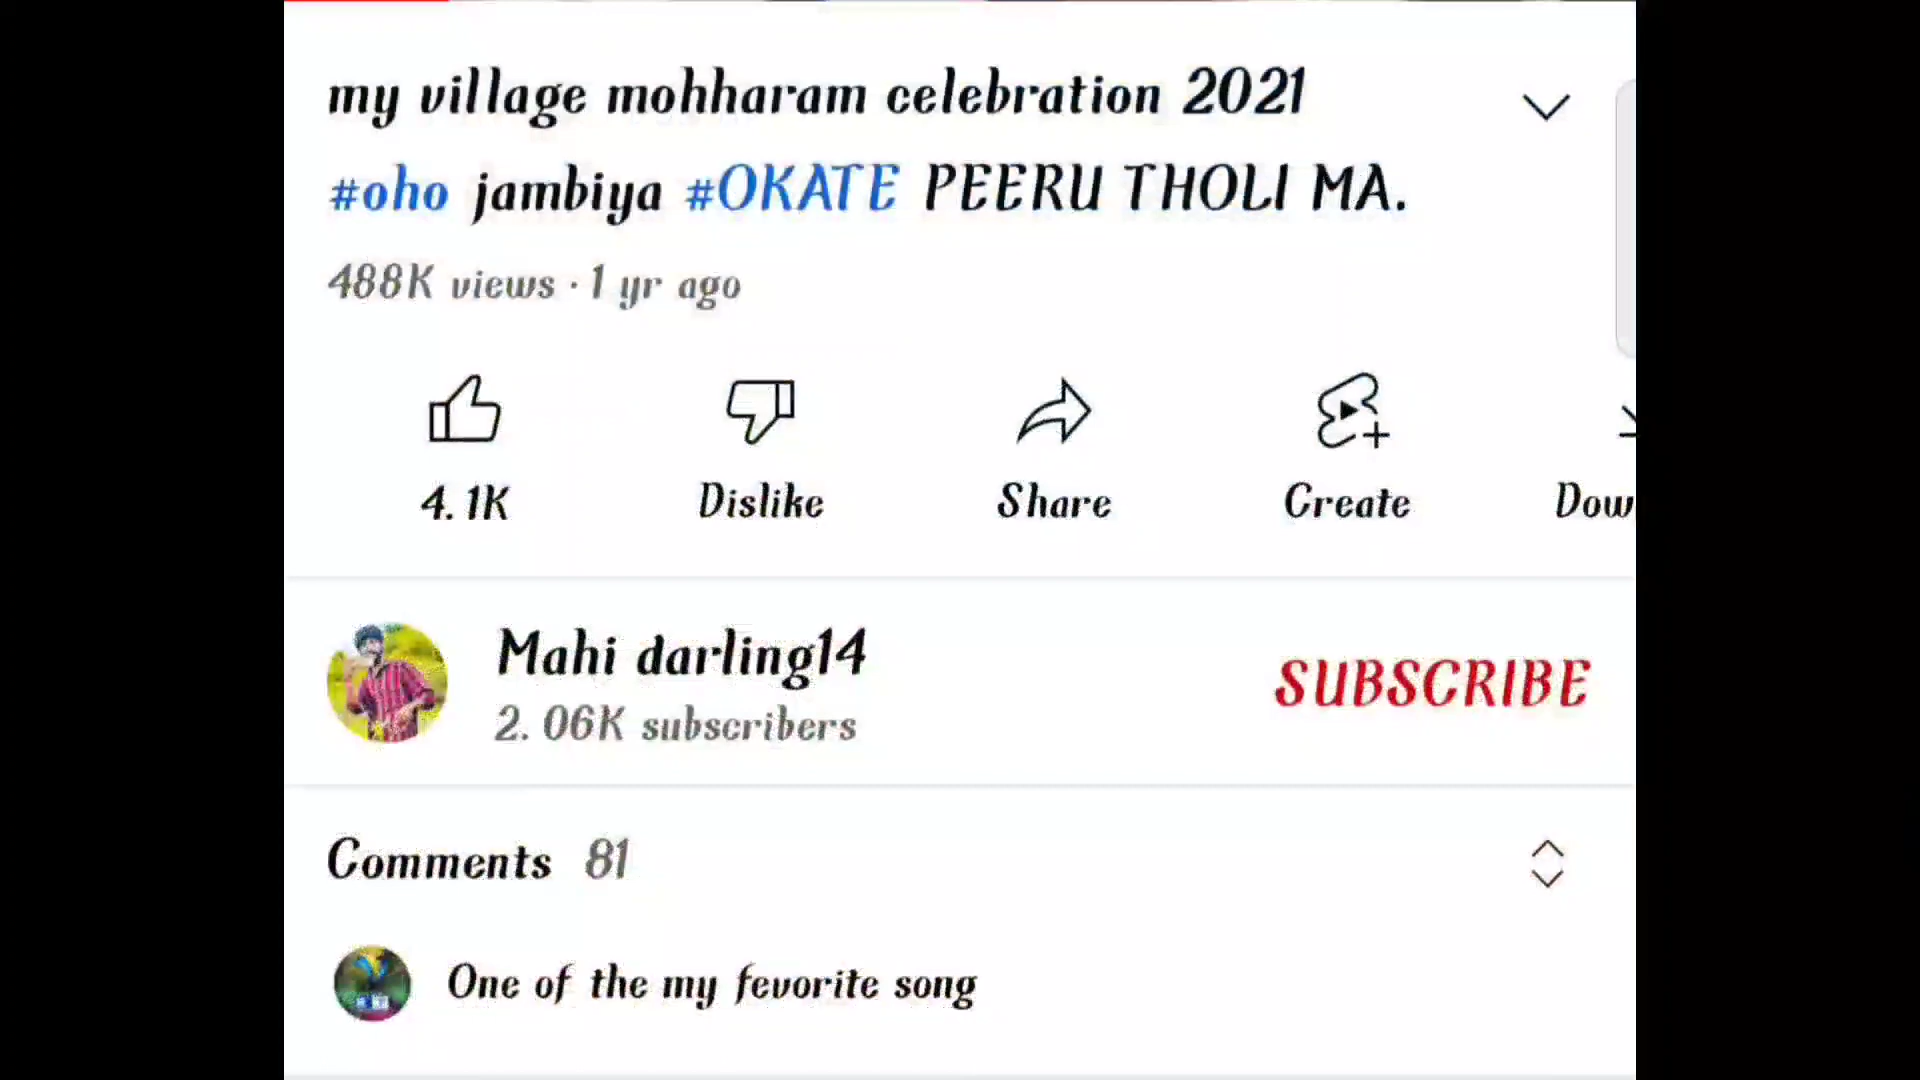 my village mohharam celebration 2021
#oho jambiya #OKATE PEERU THOLI MA.
488K views · 1 yr ago
4.1K Dislike Share Create Dow
Mahi darling14
SUBSCRIBE
2.06K subscribers
Comments 81
One of the my fevorite song